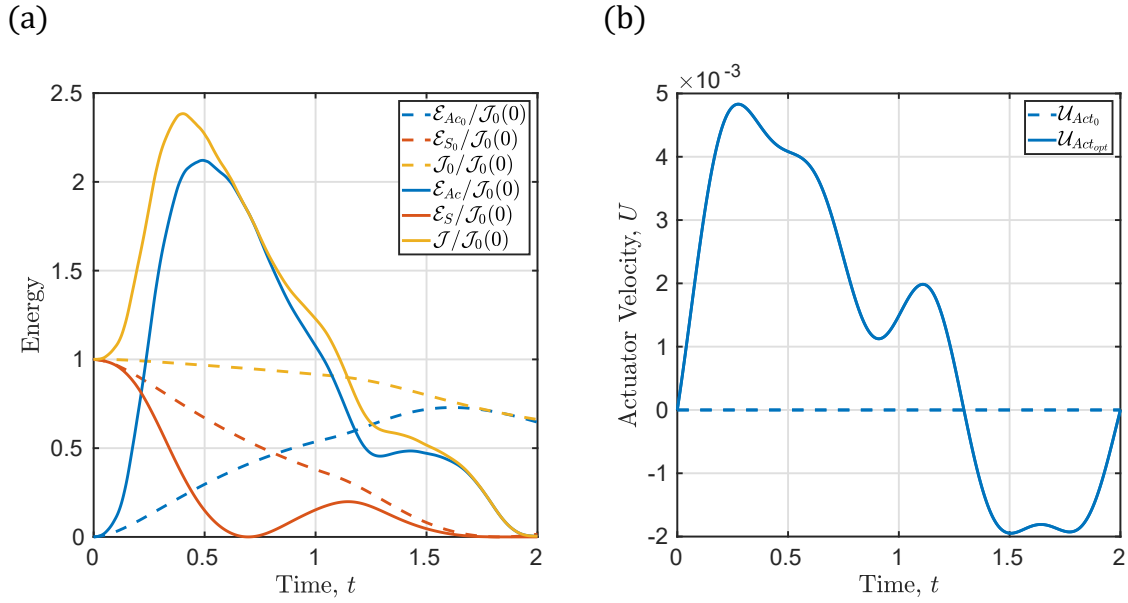 (a)
(b)
Energy
2.5
2
1.5
1
0.5
0
0
0.5
1
1.5
2
Time, t
ℰ_{Ac_0}/𝒥_0(0)
ℰ_{S_0}/𝒥_0(0)
𝒥_0/𝒥_0(0)
ℰ_{Ac}/𝒥_0(0)
ℰ_S/𝒥_0(0)
𝒥/𝒥_0(0)
×10^{-3}
Actuator Velocity, U
5
4
3
2
1
0
-1
-2
0
0.5
1
1.5
2
Time, t
𝒰_{Act_0}
𝒰_{Act_{opt}}